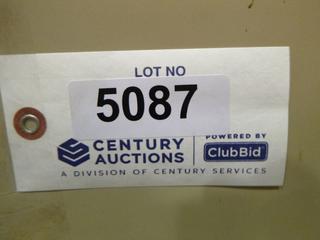 LOT NO
5087
CENTURY AUCTIONS
POWERED BY
ClubBid
A DIVISION OF CENTURY SERVICES